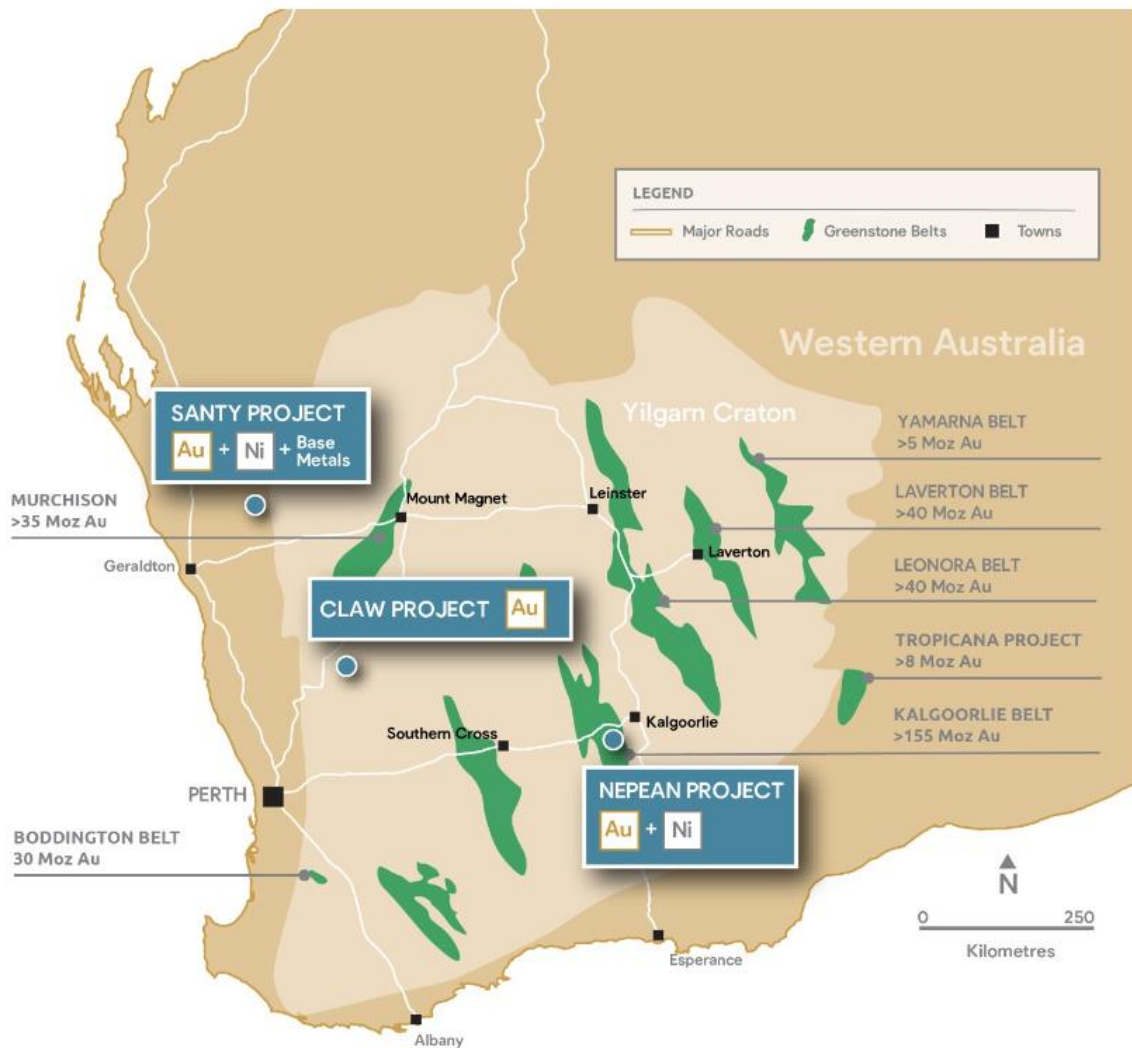 LEGEND
Major Roads
Greenstone Belts
Towns
Western Australia
SANTY PROJECT
Au + Ni + Base
Metals
Yilgarn Craton
YAMARNA BELT
>5 Moz Au
MURCHISON
>35 Moz Au
Mount Magnet
Leinster
LAVERTON BELT
>40 Moz Au
Geraldton
Laverton
LEONORA BELT
>40 Moz Au
CLAW PROJECT Au
TROPICANA PROJECT
>8 Moz Au
Southern Cross
Kalgoorlie
KALGOORLIE BELT
>155 Moz Au
PERTH
NEPEAN PROJECT
Au + Ni
BODDINGTON BELT
30 Moz Au
N
0 250
Kilometres
Esperance
Albany